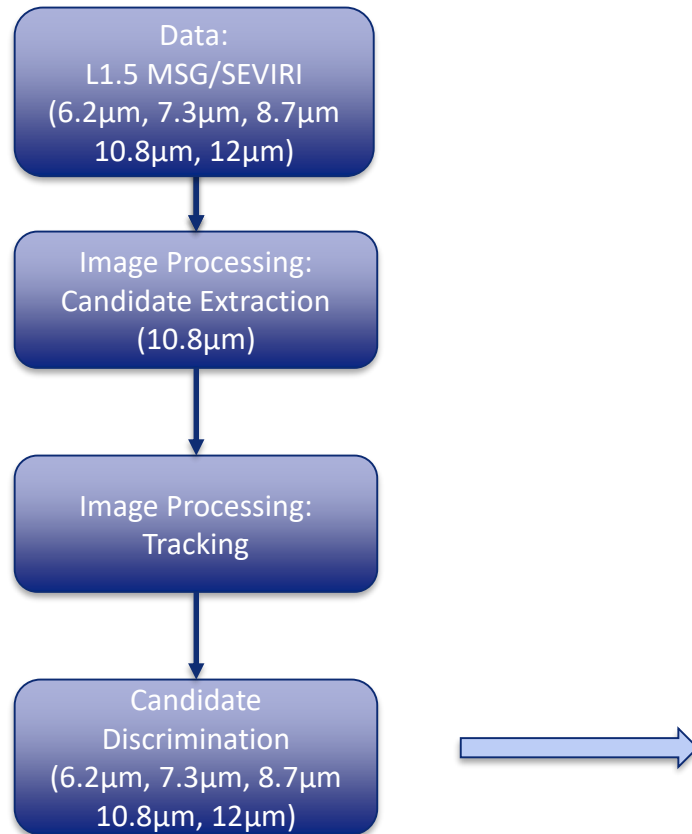 Data:
L1.5 MSG/SEVIRI
(6.2µm, 7.3µm, 8.7µm
10.8µm, 12µm)
Image Processing:
Candidate Extraction
(10.8µm)
Image Processing:
Tracking
Candidate
Discrimination
(6.2µm, 7.3µm, 8.7µm
10.8µm, 12µm)